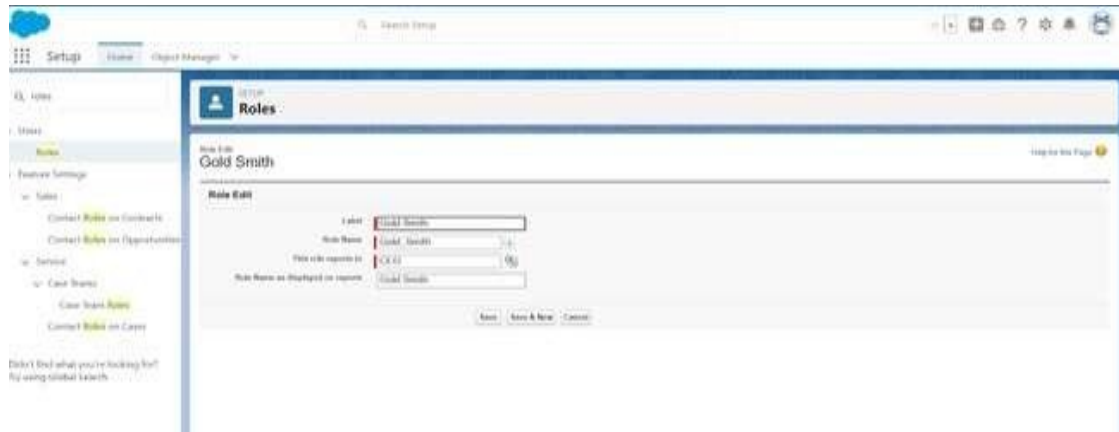 Search Setup
Setup Home Object Manager
roles
SETUP
Roles
Users
Roles
Feature Settings
Sales
Contact Roles on Contracts
Contact Roles on Opportunities
Service
Case Teams
Case Team Roles
Contact Roles on Cases
Didn't find what you're looking for?
Try using Global Search.
Role Edit
Gold Smith
Help for this Page
Role Edit
Label Gold Smith
Role Name Gold_Smith
This role reports to CEO
Role Name as displayed on reports Gold Smith
Save Save & New Cancel